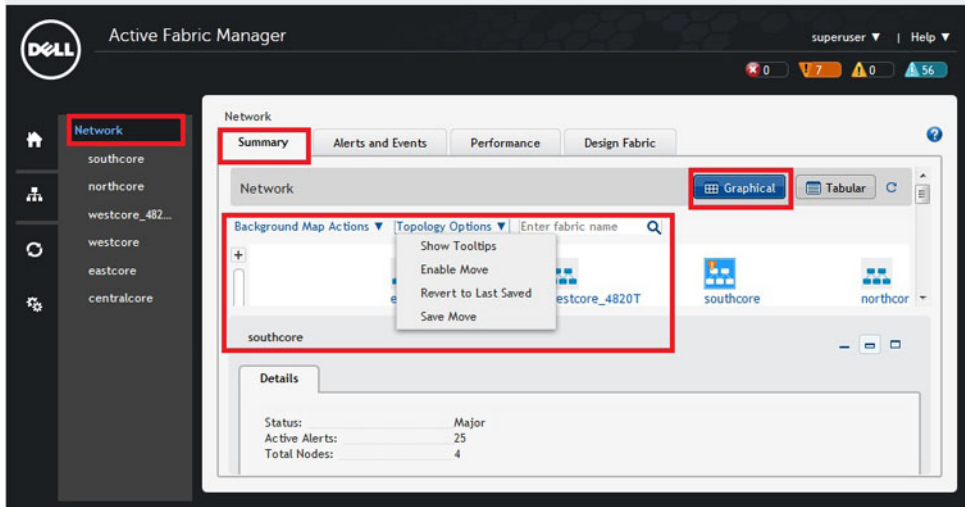 DELL
Active Fabric Manager
superuser ▼ | Help ▼
0 7 0 56
Network
southcore
northcore
westcore_482...
westcore
eastcore
centralcore
Network
Summary
Alerts and Events
Performance
Design Fabric
Network
Graphical
Tabular
Background Map Actions ▼
Topology Options ▼
Enter fabric name
Show Tooltips
Enable Move
Revert to Last Saved
Save Move
e
estcore_4820T
southcore
northcor
southcore
Details
Status: Major
Active Alerts: 25
Total Nodes: 4